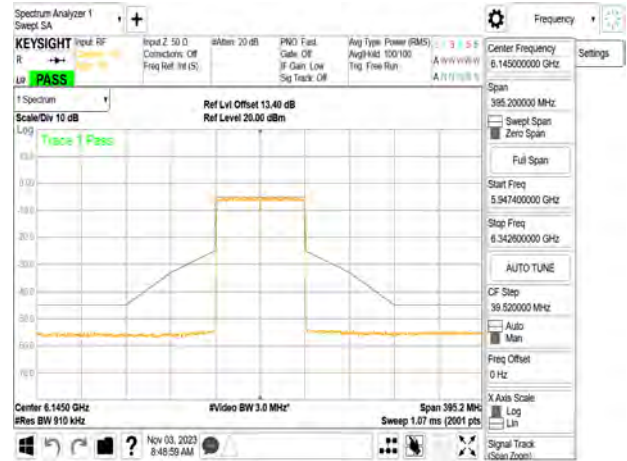 Spectrum Analyzer 1
Swept SA
Frequency
KEYSIGHT
R
PASS
Input: RF
Input Z: 50 Ω
Corrections: Off
Freq Ref: Int (S)
#Atten: 20 dB
PNO: Fast
Gate: Off
IF Gain: Low
Sig Track: Off
Avg Type: Power (RMS)
Avg|Hold: 100/100
Trig: Free Run
1 Spectrum
Scale/Div 10 dB
Ref Lvl Offset 13.40 dB
Ref Level 20.00 dBm
Log
Trace 1 Pass
Center 6.1450 GHz
#Res BW 910 kHz
#Video BW 3.0 MHz*
Span 395.2 MHz
Sweep 1.07 ms (2001 pts)
Nov 03, 2023
8:48:59 AM
Center Frequency
6.145000000 GHz
Settings
Span
395.200000 MHz
Swept Span
Zero Span
Full Span
Start Freq
5.947400000 GHz
Stop Freq
6.342600000 GHz
AUTO TUNE
CF Step
39.520000 MHz
Auto
Man
Freq Offset
0 Hz
X Axis Scale
Log
Lin
Signal Track
(Span Zoom)